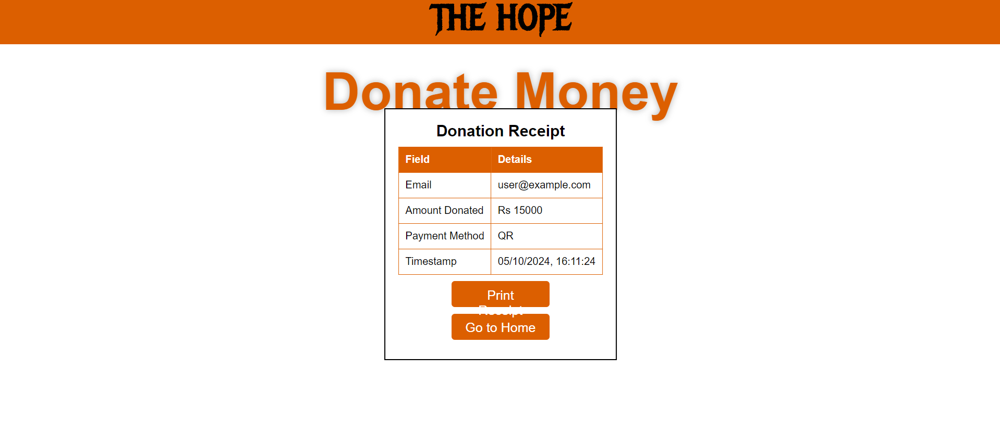 THE HOPE
Donate Money
Donation Receipt
Field Details
Email user@example.com
Amount Donated Rs 15000
Payment Method QR
Timestamp 05/10/2024, 16:11:24
Print
Receipt
Go to Home